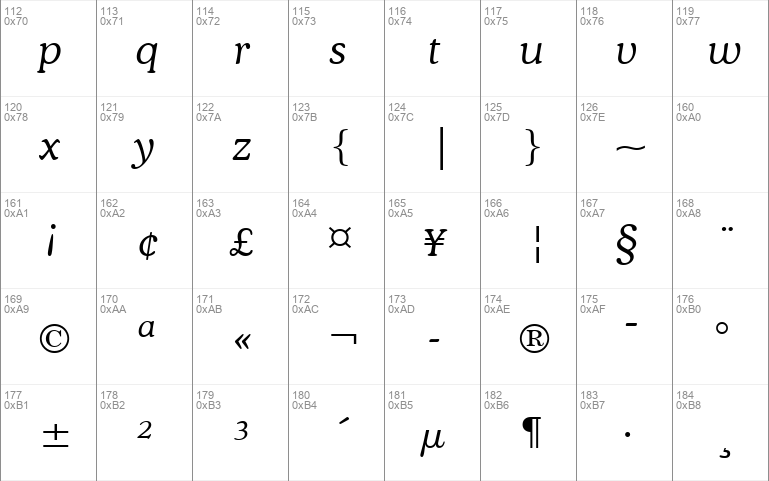 112 113 114 115 116 117 118 119
0x70 0x71 0x72 0x73 0x74 0x75 0x76 0x77
p q r s t u v w
120 121 122 123 124 125 126 160
0x78 0x79 0x7A 0x7B 0x7C 0x7D 0x7E 0xA0
x y z { | } ~
161 162 163 164 165 166 167 168
0xA1 0xA2 0xA3 0xA4 0xA5 0xA6 0xA7 0xA8
¡ ¢ £ ¤ ¥ ¦ § ¨
169 170 171 172 173 174 175 176
0xA9 0xAA 0xAB 0xAC 0xAD 0xAE 0xAF 0xB0
© ª « ¬ - ® ¯ °
177 178 179 180 181 182 183 184
0xB1 0xB2 0xB3 0xB4 0xB5 0xB6 0xB7 0xB8
± ² ³ ´ µ ¶ · ¸